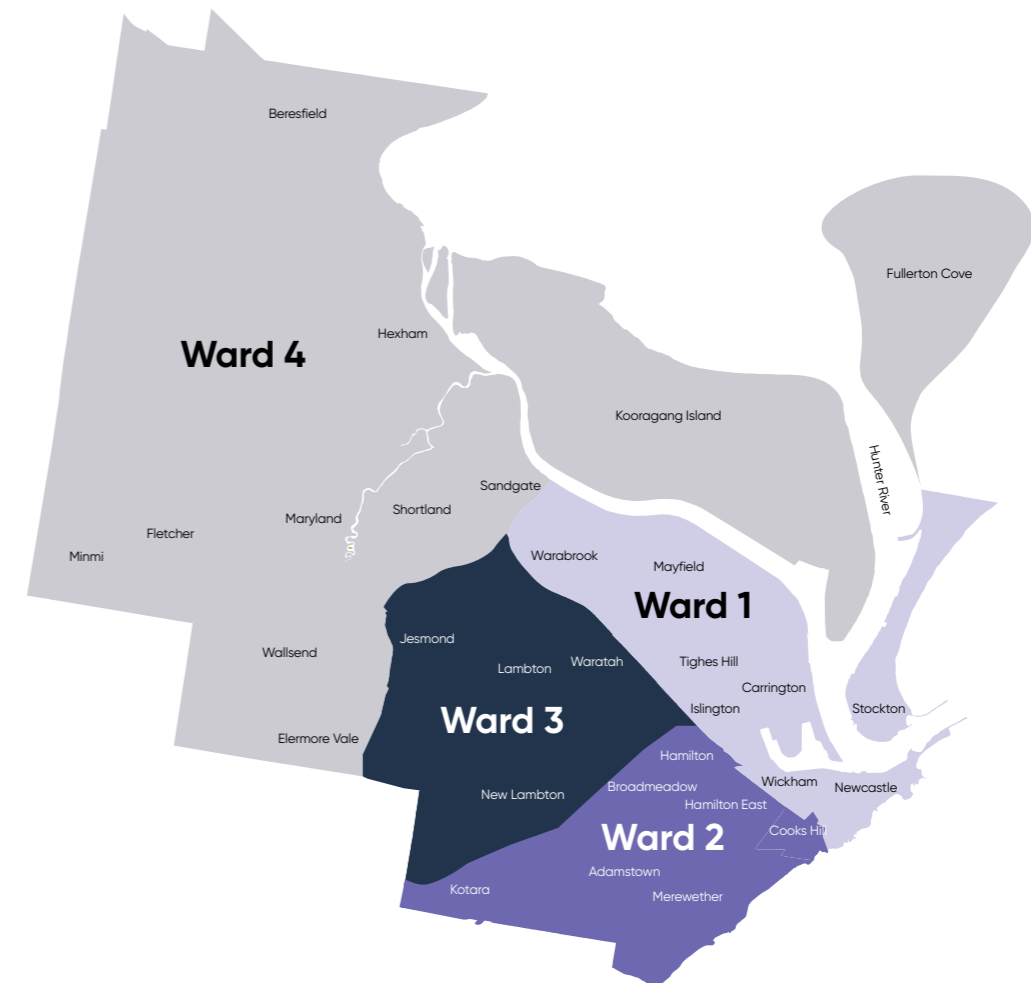 Beresfield
Fullerton Cove
Hexham
Ward 4
Kooragang Island
Hunter River
Sandgate
Shortland
Maryland
Fletcher
Minmi
Warabrook
Mayfield
Ward 1
Jesmond
Wallsend
Lambton
Waratah
Tighes Hill
Carrington
Islington
Stockton
Ward 3
Elermore Vale
Hamilton
Wickham
Newcastle
Broadmeadow
New Lambton
Hamilton East
Cooks Hill
Ward 2
Adamstown
Kotara
Merewether